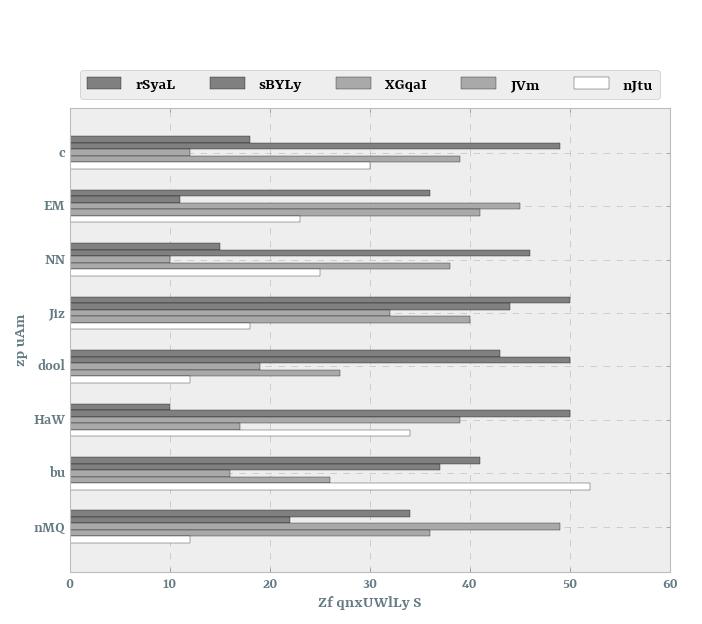 rSyaL sBYLy XGqaI JVm nJtu
c
EM
NN
Jiz
dool
HaW
bu
nMQ
zp uAm
0 10 20 30 40 50 60
Zf qnxUWlLy S